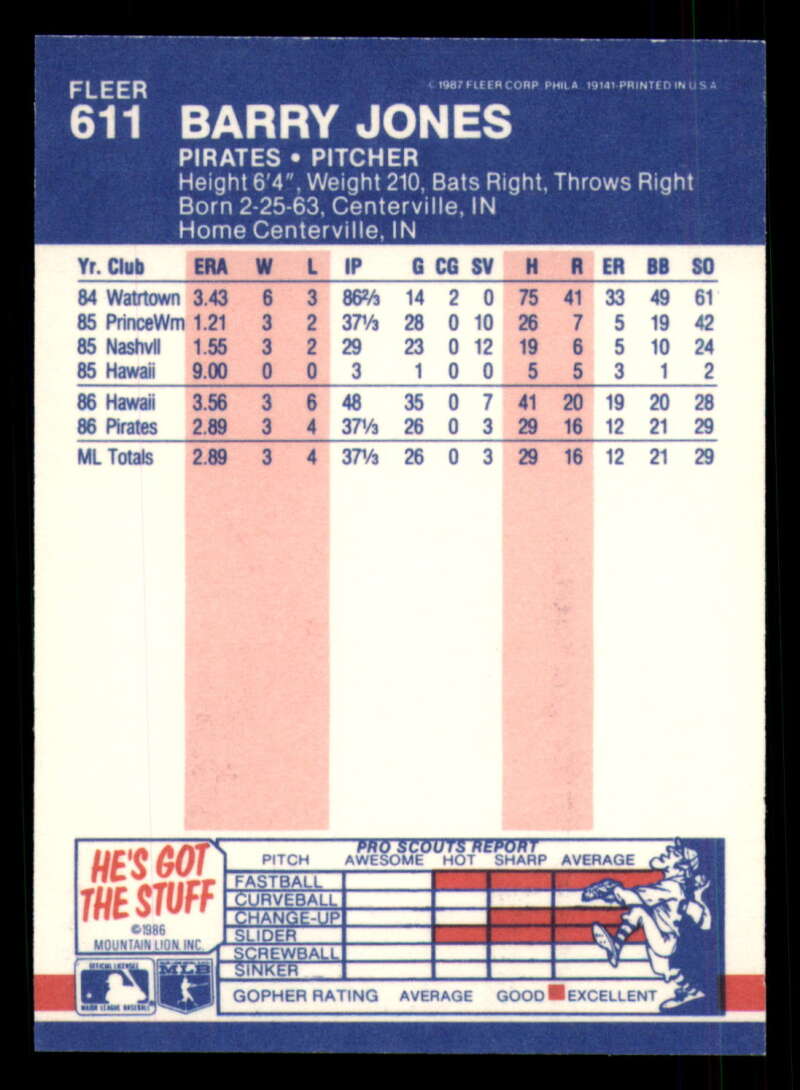 FLEER
©1987 FLEER CORP. PHILA. 19141-PRINTED IN U.S.A.
611 BARRY JONES
PIRATES • PITCHER
Height 6'4", Weight 210, Bats Right, Throws Right
Born 2-25-63, Centerville, IN
Home Centerville, IN
Yr. Club ERA W L IP G CG SV H R ER BB SO
84 Watrtown 3.43 6 3 86⅔ 14 2 0 75 41 33 49 61
85 PrinceWm 1.21 3 2 37⅓ 28 0 10 26 7 5 19 42
85 Nashvll 1.55 3 2 29 23 0 12 19 6 5 10 24
85 Hawaii 9.00 0 0 3 1 0 0 5 5 3 1 2
86 Hawaii 3.56 3 6 48 35 0 7 41 20 19 20 28
86 Pirates 2.89 3 4 37⅓ 26 0 3 29 16 12 21 29
ML Totals 2.89 3 4 37⅓ 26 0 3 29 16 12 21 29
HE'S GOT
THE STUFF
©1986
MOUNTAIN LION, INC.
OFFICIAL LICENSEE
MAJOR LEAGUE BASEBALL
MLB
PRO SCOUTS REPORT
PITCH AWESOME HOT SHARP AVERAGE
FASTBALL
CURVEBALL
CHANGE-UP
SLIDER
SCREWBALL
SINKER
GOPHER RATING AVERAGE GOOD EXCELLENT